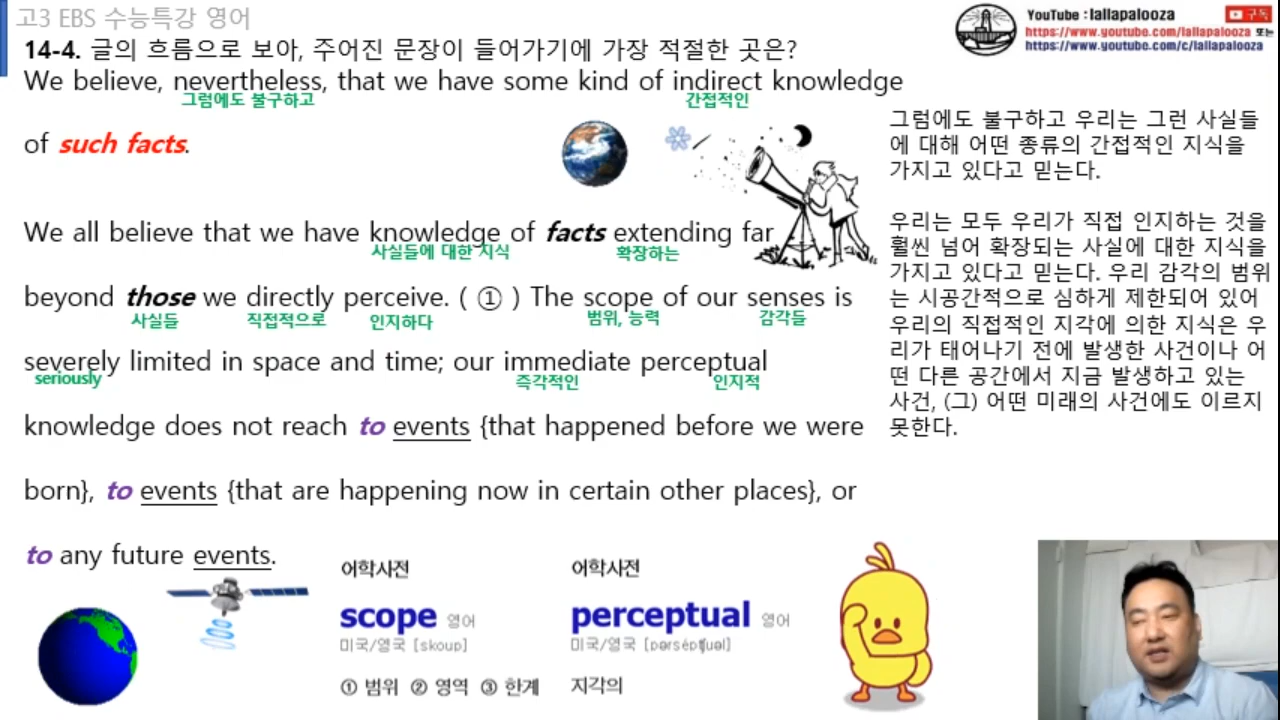 고3 EBS 수능특강 영어
YouTube : lallapalooza
구독
https://www.youtube.com/lallapalooza 또는
https://www.youtube.com/c/lallapalooza
14-4. 글의 흐름으로 보아, 주어진 문장이 들어가기에 가장 적절한 곳은?
We believe, nevertheless, that we have some kind of indirect knowledge
그럼에도 불구하고 간접적인
of such facts.
We all believe that we have knowledge of facts extending far
사실들에 대한 지식 확장하는
beyond those we directly perceive. ( ① ) The scope of our senses is
사실들 직접적으로 인지하다 범위, 능력 감각들
severely limited in space and time; our immediate perceptual
seriously 즉각적인 인지적
knowledge does not reach to events {that happened before we were
born}, to events {that are happening now in certain other places}, or
to any future events.
그럼에도 불구하고 우리는 그런 사실들
에 대해 어떤 종류의 간접적인 지식을
가지고 있다고 믿는다.
우리는 모두 우리가 직접 인지하는 것을
훨씬 넘어 확장되는 사실에 대한 지식을
가지고 있다고 믿는다. 우리 감각의 범위
는 시공간적으로 심하게 제한되어 있어
우리의 직접적인 지각에 의한 지식은 우
리가 태어나기 전에 발생한 사건이나 어
떤 다른 공간에서 지금 발생하고 있는
사건, (그) 어떤 미래의 사건에도 이르지
못한다.
어학사전
scope 영어
미국/영국 [skoup]
① 범위 ② 영역 ③ 한계
어학사전
perceptual 영어
미국/영국 [pərséptʃuəl]
지각의